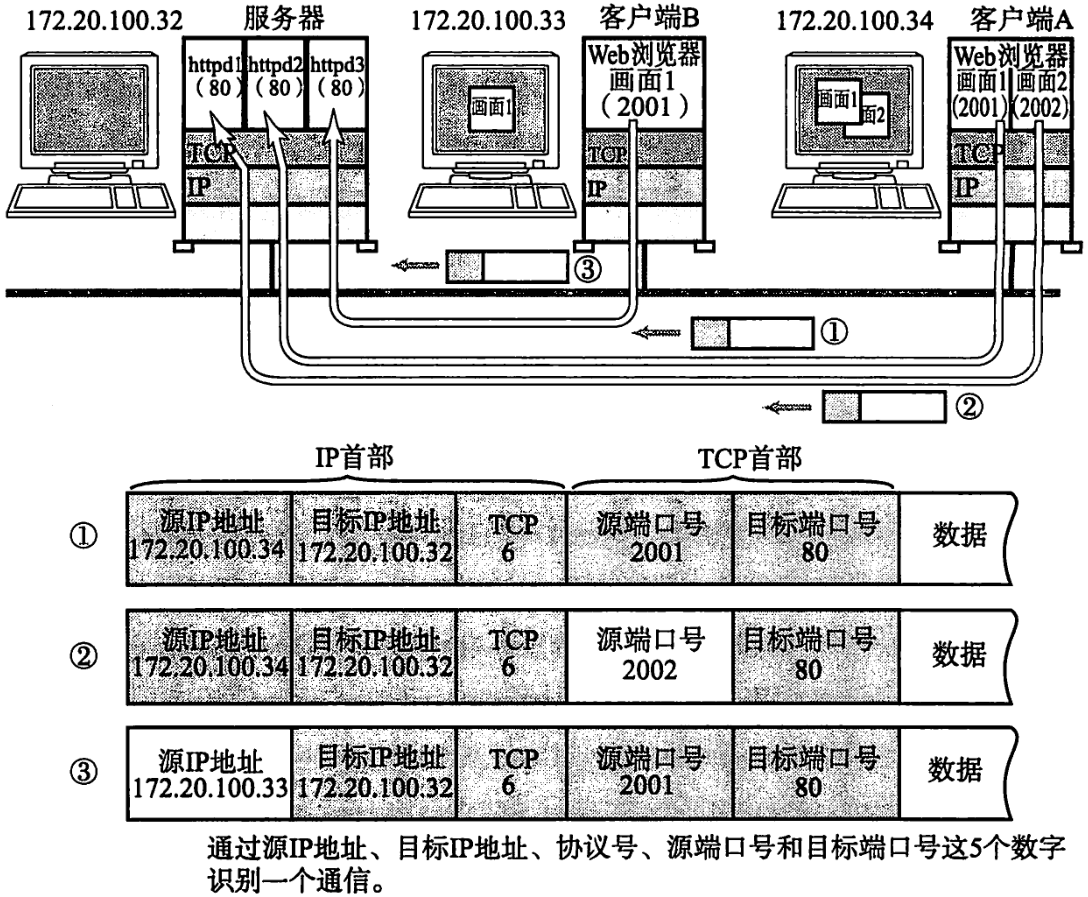 172.20.100.32 服务器 172.20.100.33 客户端B 172.20.100.34 客户端A
httpd1 httpd2 httpd3
(80) (80) (80)
TCP
IP
画面1
Web浏览器
画面1
(2001)
TCP
IP
画面1
画面2
Web浏览器
画面1 画面2
(2001) (2002)
TCP
IP
③
①
②
IP首部 TCP首部
① 源IP地址 目标IP地址 TCP 源端口号 目标端口号 数据
172.20.100.34 172.20.100.32 6 2001 80
② 源IP地址 目标IP地址 TCP 源端口号 目标端口号 数据
172.20.100.34 172.20.100.32 6 2002 80
③ 源IP地址 目标IP地址 TCP 源端口号 目标端口号 数据
172.20.100.33 172.20.100.32 6 2001 80
通过源IP地址、目标IP地址、协议号、源端口号和目标端口号这5个数字
识别一个通信。